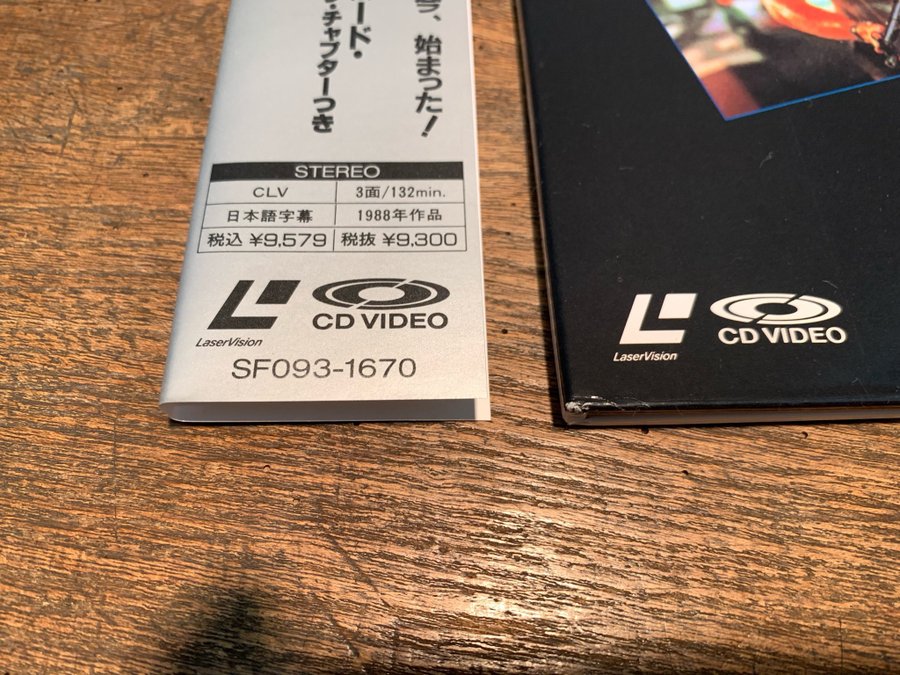 、始まった!
ード・
チャプターつき
STEREO
CLV 3面/132min.
日本語字幕 1988年作品
税込 ¥9,579 税抜 ¥9,300
LaserVision
CD VIDEO
SF093-1670
LaserVision
CD VIDEO